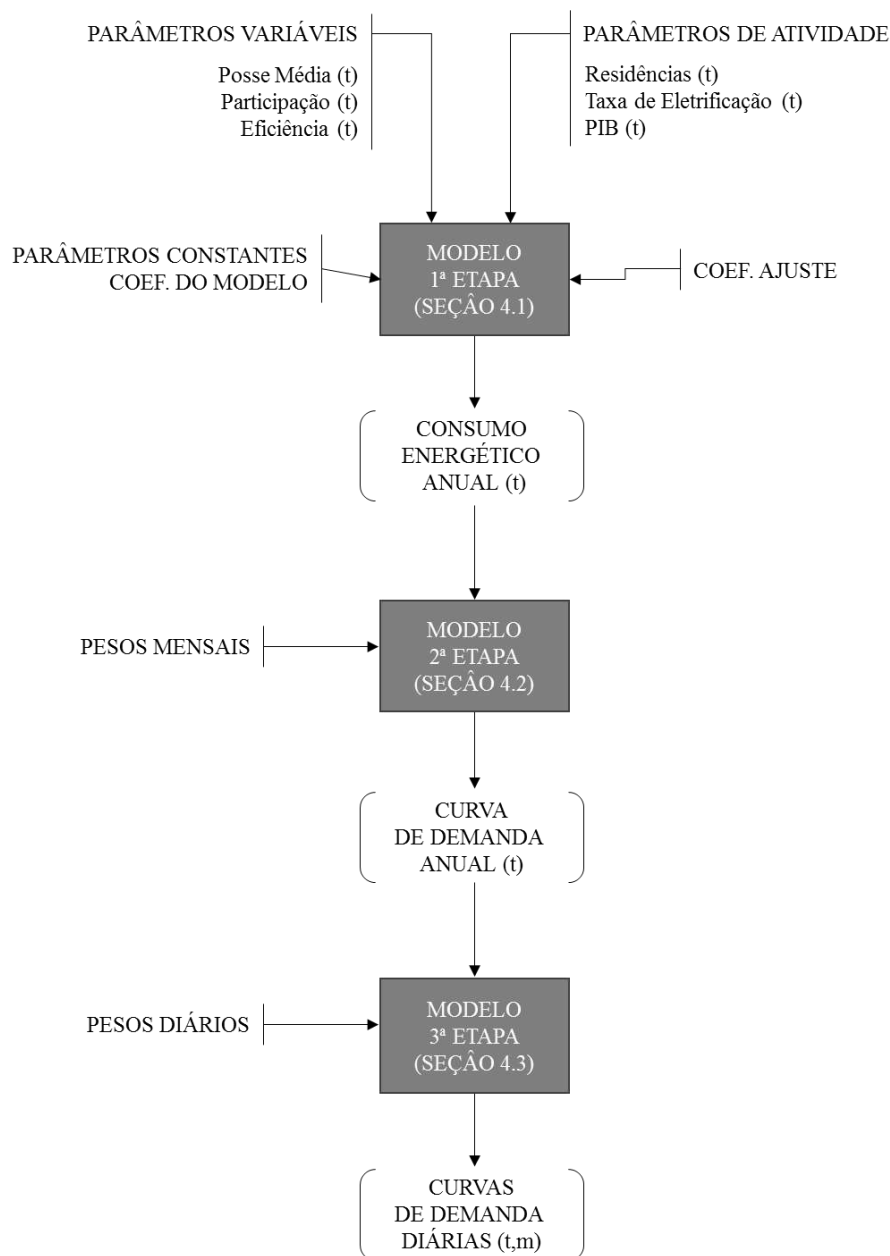 PARÂMETROS VARIÁVEIS
Posse Média (t)
Participação (t)
Eficiência (t)
PARÂMETROS DE ATIVIDADE
Residências (t)
Taxa de Eletrificação (t)
PIB (t)
PARÂMETROS CONSTANTES
COEF. DO MODELO
MODELO
1ª ETAPA
(SEÇÂO 4.1)
COEF. AJUSTE
CONSUMO
ENERGÉTICO
ANUAL (t)
PESOS MENSAIS
MODELO
2ª ETAPA
(SEÇÂO 4.2)
CURVA
DE DEMANDA
ANUAL (t)
PESOS DIÁRIOS
MODELO
3ª ETAPA
(SEÇÂO 4.3)
CURVAS
DE DEMANDA
DIÁRIAS (t,m)